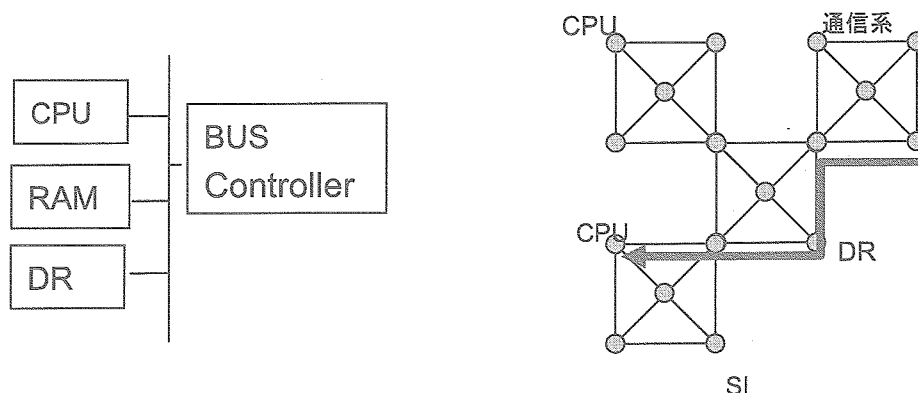 CPU
RAM
DR
BUS
Controller
CPU
通信系
CPU
DR
SI